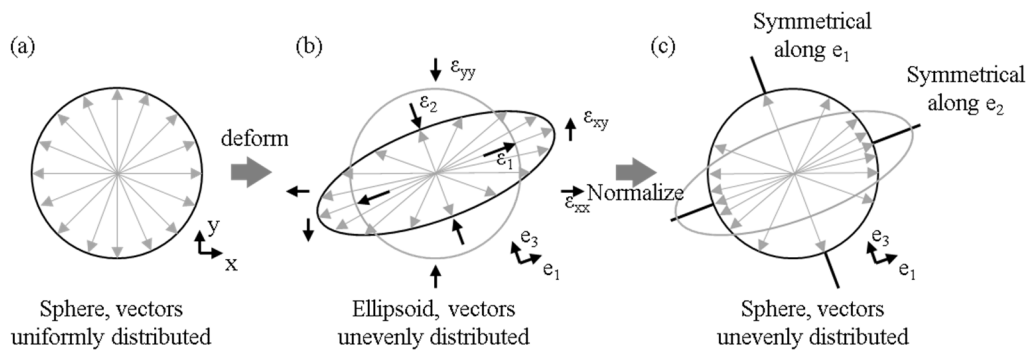 (a)
y
x
Sphere, vectors
uniformly distributed
deform
(b)
εyy
ε2
εxy
ε1
εxx
e3
e1
Ellipsoid, vectors
unevenly distributed
Normalize
(c)
Symmetrical
along e1
Symmetrical
along e2
e3
e1
Sphere, vectors
unevenly distributed